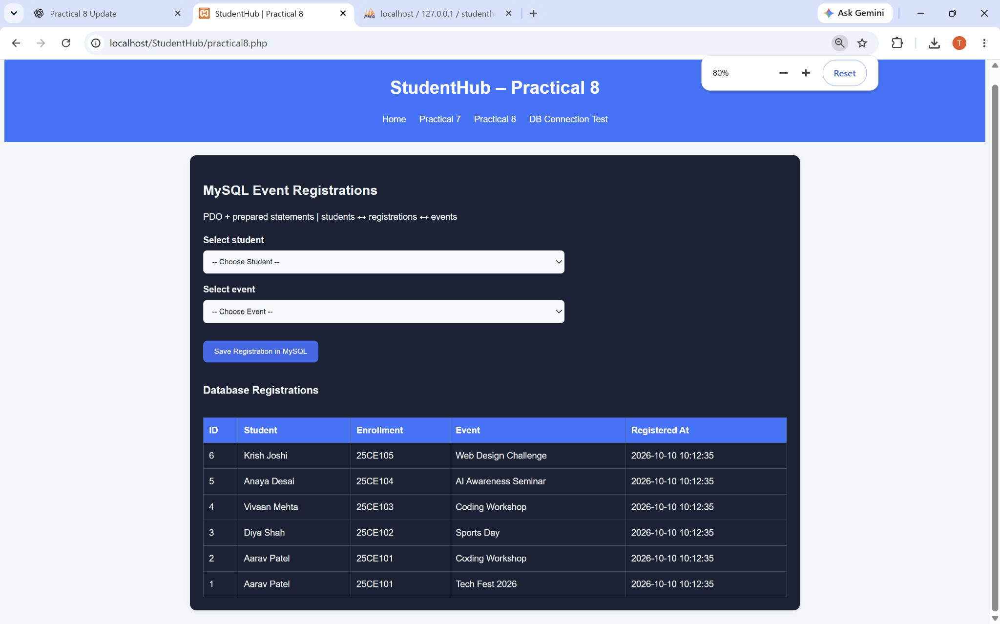 Practical 8 Update
StudentHub | Practical 8
localhost / 127.0.0.1 / studenth
Ask Gemini
localhost/StudentHub/practical8.php
T
80%
Reset
StudentHub – Practical 8
Home
Practical 7
Practical 8
DB Connection Test
MySQL Event Registrations
PDO + prepared statements | students ↔ registrations ↔ events
Select student
-- Choose Student --
Select event
-- Choose Event --
Save Registration in MySQL
Database Registrations
ID Student Enrollment Event Registered At
6 Krish Joshi 25CE105 Web Design Challenge 2026-10-10 10:12:35
5 Anaya Desai 25CE104 AI Awareness Seminar 2026-10-10 10:12:35
4 Vivaan Mehta 25CE103 Coding Workshop 2026-10-10 10:12:35
3 Diya Shah 25CE102 Sports Day 2026-10-10 10:12:35
2 Aarav Patel 25CE101 Coding Workshop 2026-10-10 10:12:35
1 Aarav Patel 25CE101 Tech Fest 2026 2026-10-10 10:12:35